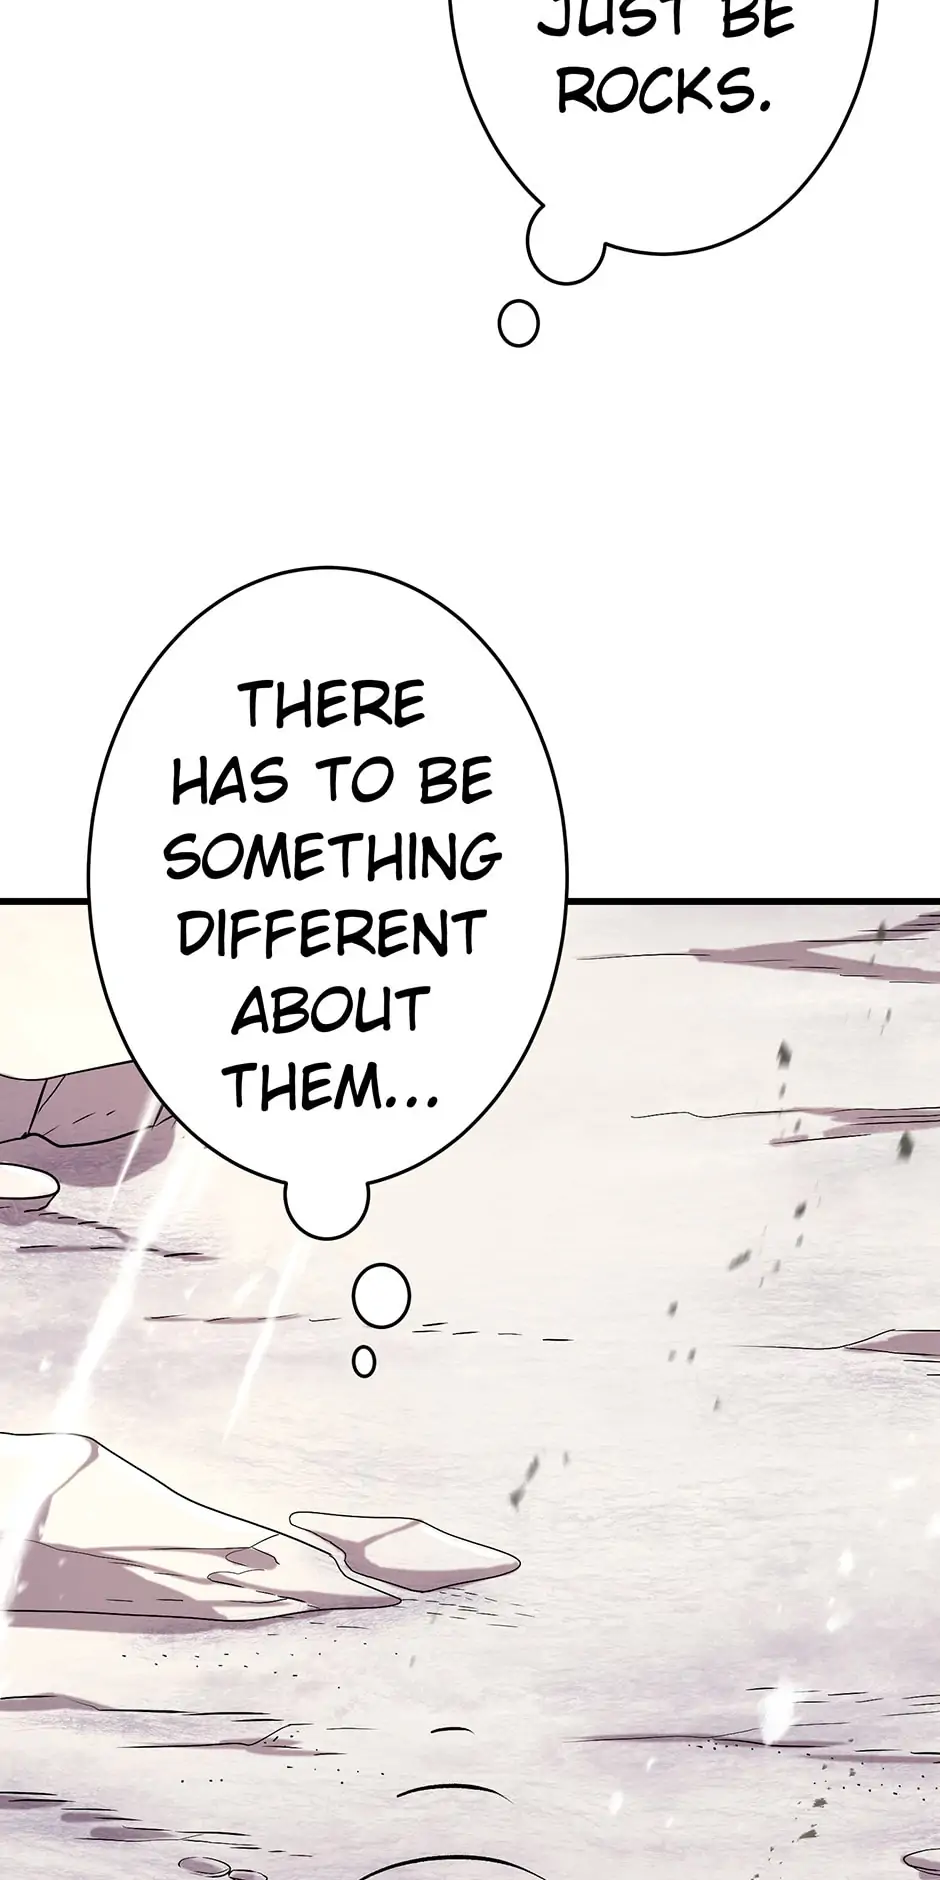 JUST BE
ROCKS.
THERE
HAS TO BE
SOMETHING
DIFFERENT
ABOUT
THEM...